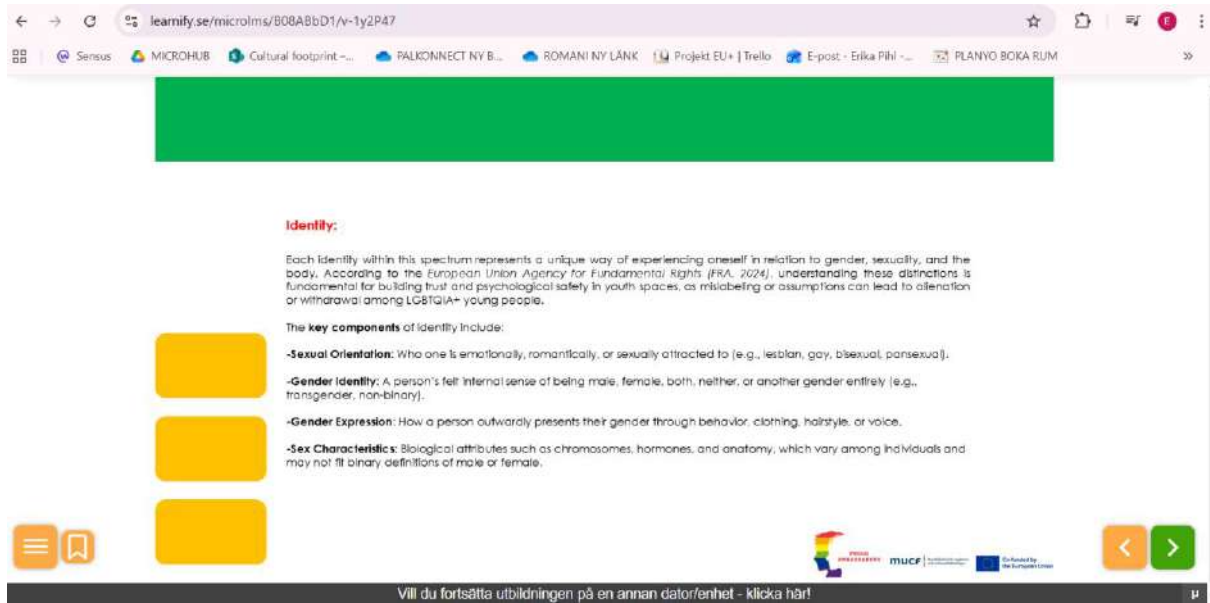 learnify.se/microlms/B08ABbD1/v-1y2P47
E
Sensus
MICROHUB
Cultural footprint –...
PALKONNECT NY B...
ROMANI NY LÄNK
Projekt EU+ | Trello
E-post - Erika Pihl -...
PLANYO BOKA RUM
»
Identity:
Each identity within this spectrum represents a unique way of experiencing oneself in relation to gender, sexuality, and the
body. According to the European Union Agency for Fundamental Rights (FRA, 2024), understanding these distinctions is
fundamental for building trust and psychological safety in youth spaces, as mislabeling or assumptions can lead to alienation
or withdrawal among LGBTQIA+ young people.
The key components of identity include:
-Sexual Orientation: Who one is emotionally, romantically, or sexually attracted to (e.g., lesbian, gay, bisexual, pansexual).
-Gender Identity: A person's felt internal sense of being male, female, both, neither, or another gender entirely (e.g.,
transgender, non-binary).
-Gender Expression: How a person outwardly presents their gender through behavior, clothing, hairstyle, or voice.
-Sex Characteristics: Biological attributes such as chromosomes, hormones, and anatomy, which vary among individuals and
may not fit binary definitions of male or female.
PROUD
AMBASSADORS
mucf
Co-funded by
the European Union
Vill du fortsätta utbildningen på en annan dator/enhet - klicka här!
µ